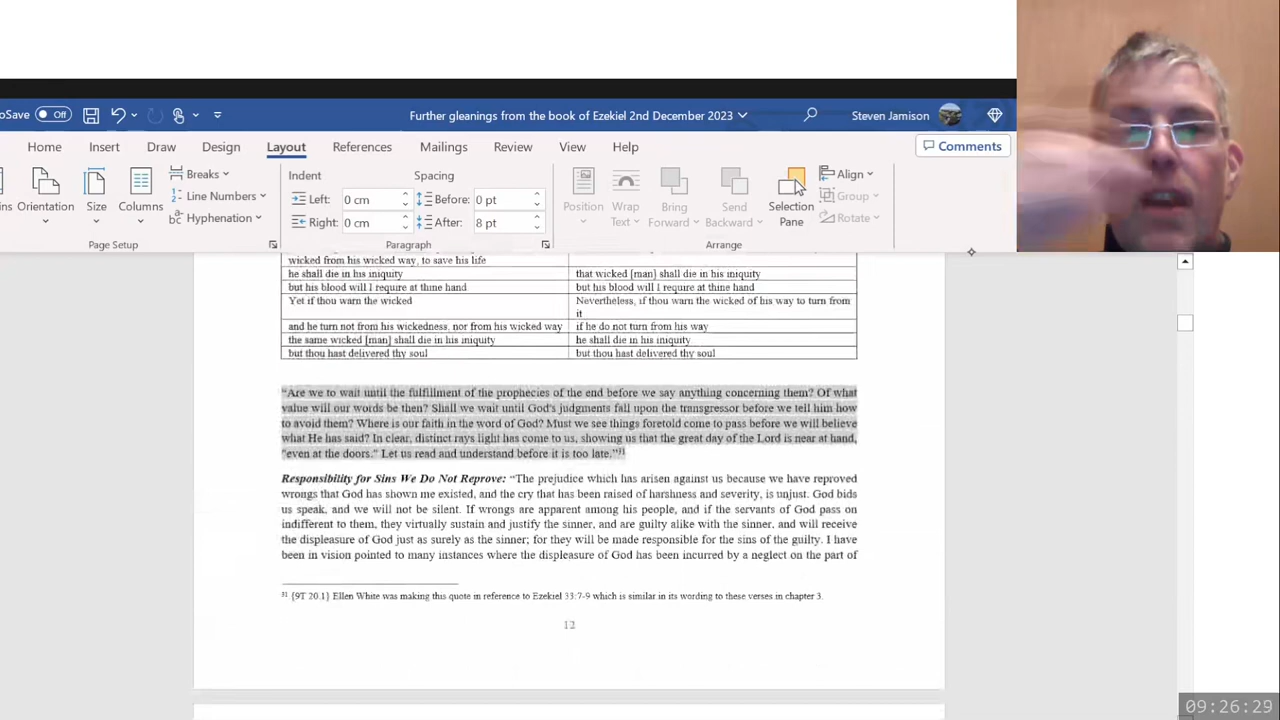 oSave Off Further gleanings from the book of Ezekiel 2nd December 2023 Steven Jamison
Home Insert Draw Design Layout References Mailings Review View Help Comments
ins Orientation Size Columns Breaks Line Numbers Hyphenation
Page Setup
Indent Spacing
Left: 0 cm Before: 0 pt
Right: 0 cm After: 8 pt
Paragraph
Position Wrap Text Bring Forward Send Backward Selection Pane Align Group Rotate
Arrange
wicked from his wicked way, to save his life
he shall die in his iniquity that wicked [man] shall die in his iniquity
but his blood will I require at thine hand but his blood will I require at thine hand
Yet if thou warn the wicked Nevertheless, if thou warn the wicked of his way to turn from
it
and he turn not from his wickedness, nor from his wicked way if he do not turn from his way
the same wicked [man] shall die in his iniquity he shall die in his iniquity
but thou hast delivered thy soul but thou hast delivered thy soul
“Are we to wait until the fulfillment of the prophecies of the end before we say anything concerning them? Of what
value will our words be then? Shall we wait until God's judgments fall upon the transgressor before we tell him how
to avoid them? Where is our faith in the word of God? Must we see things foretold come to pass before we will believe
what He has said? In clear, distinct rays light has come to us, showing us that the great day of the Lord is near at hand,
“even at the doors.” Let us read and understand before it is too late.”31
Responsibility for Sins We Do Not Reprove: “The prejudice which has arisen against us because we have reproved
wrongs that God has shown me existed, and the cry that has been raised of harshness and severity, is unjust. God bids
us speak, and we will not be silent. If wrongs are apparent among his people, and if the servants of God pass on
indifferent to them, they virtually sustain and justify the sinner, and are guilty alike with the sinner, and will receive
the displeasure of God just as surely as the sinner; for they will be made responsible for the sins of the guilty. I have
been in vision pointed to many instances where the displeasure of God has been incurred by a neglect on the part of
31 {9T 20.1} Ellen White was making this quote in reference to Ezekiel 33:7-9 which is similar in its wording to these verses in chapter 3.
12
09:26:29